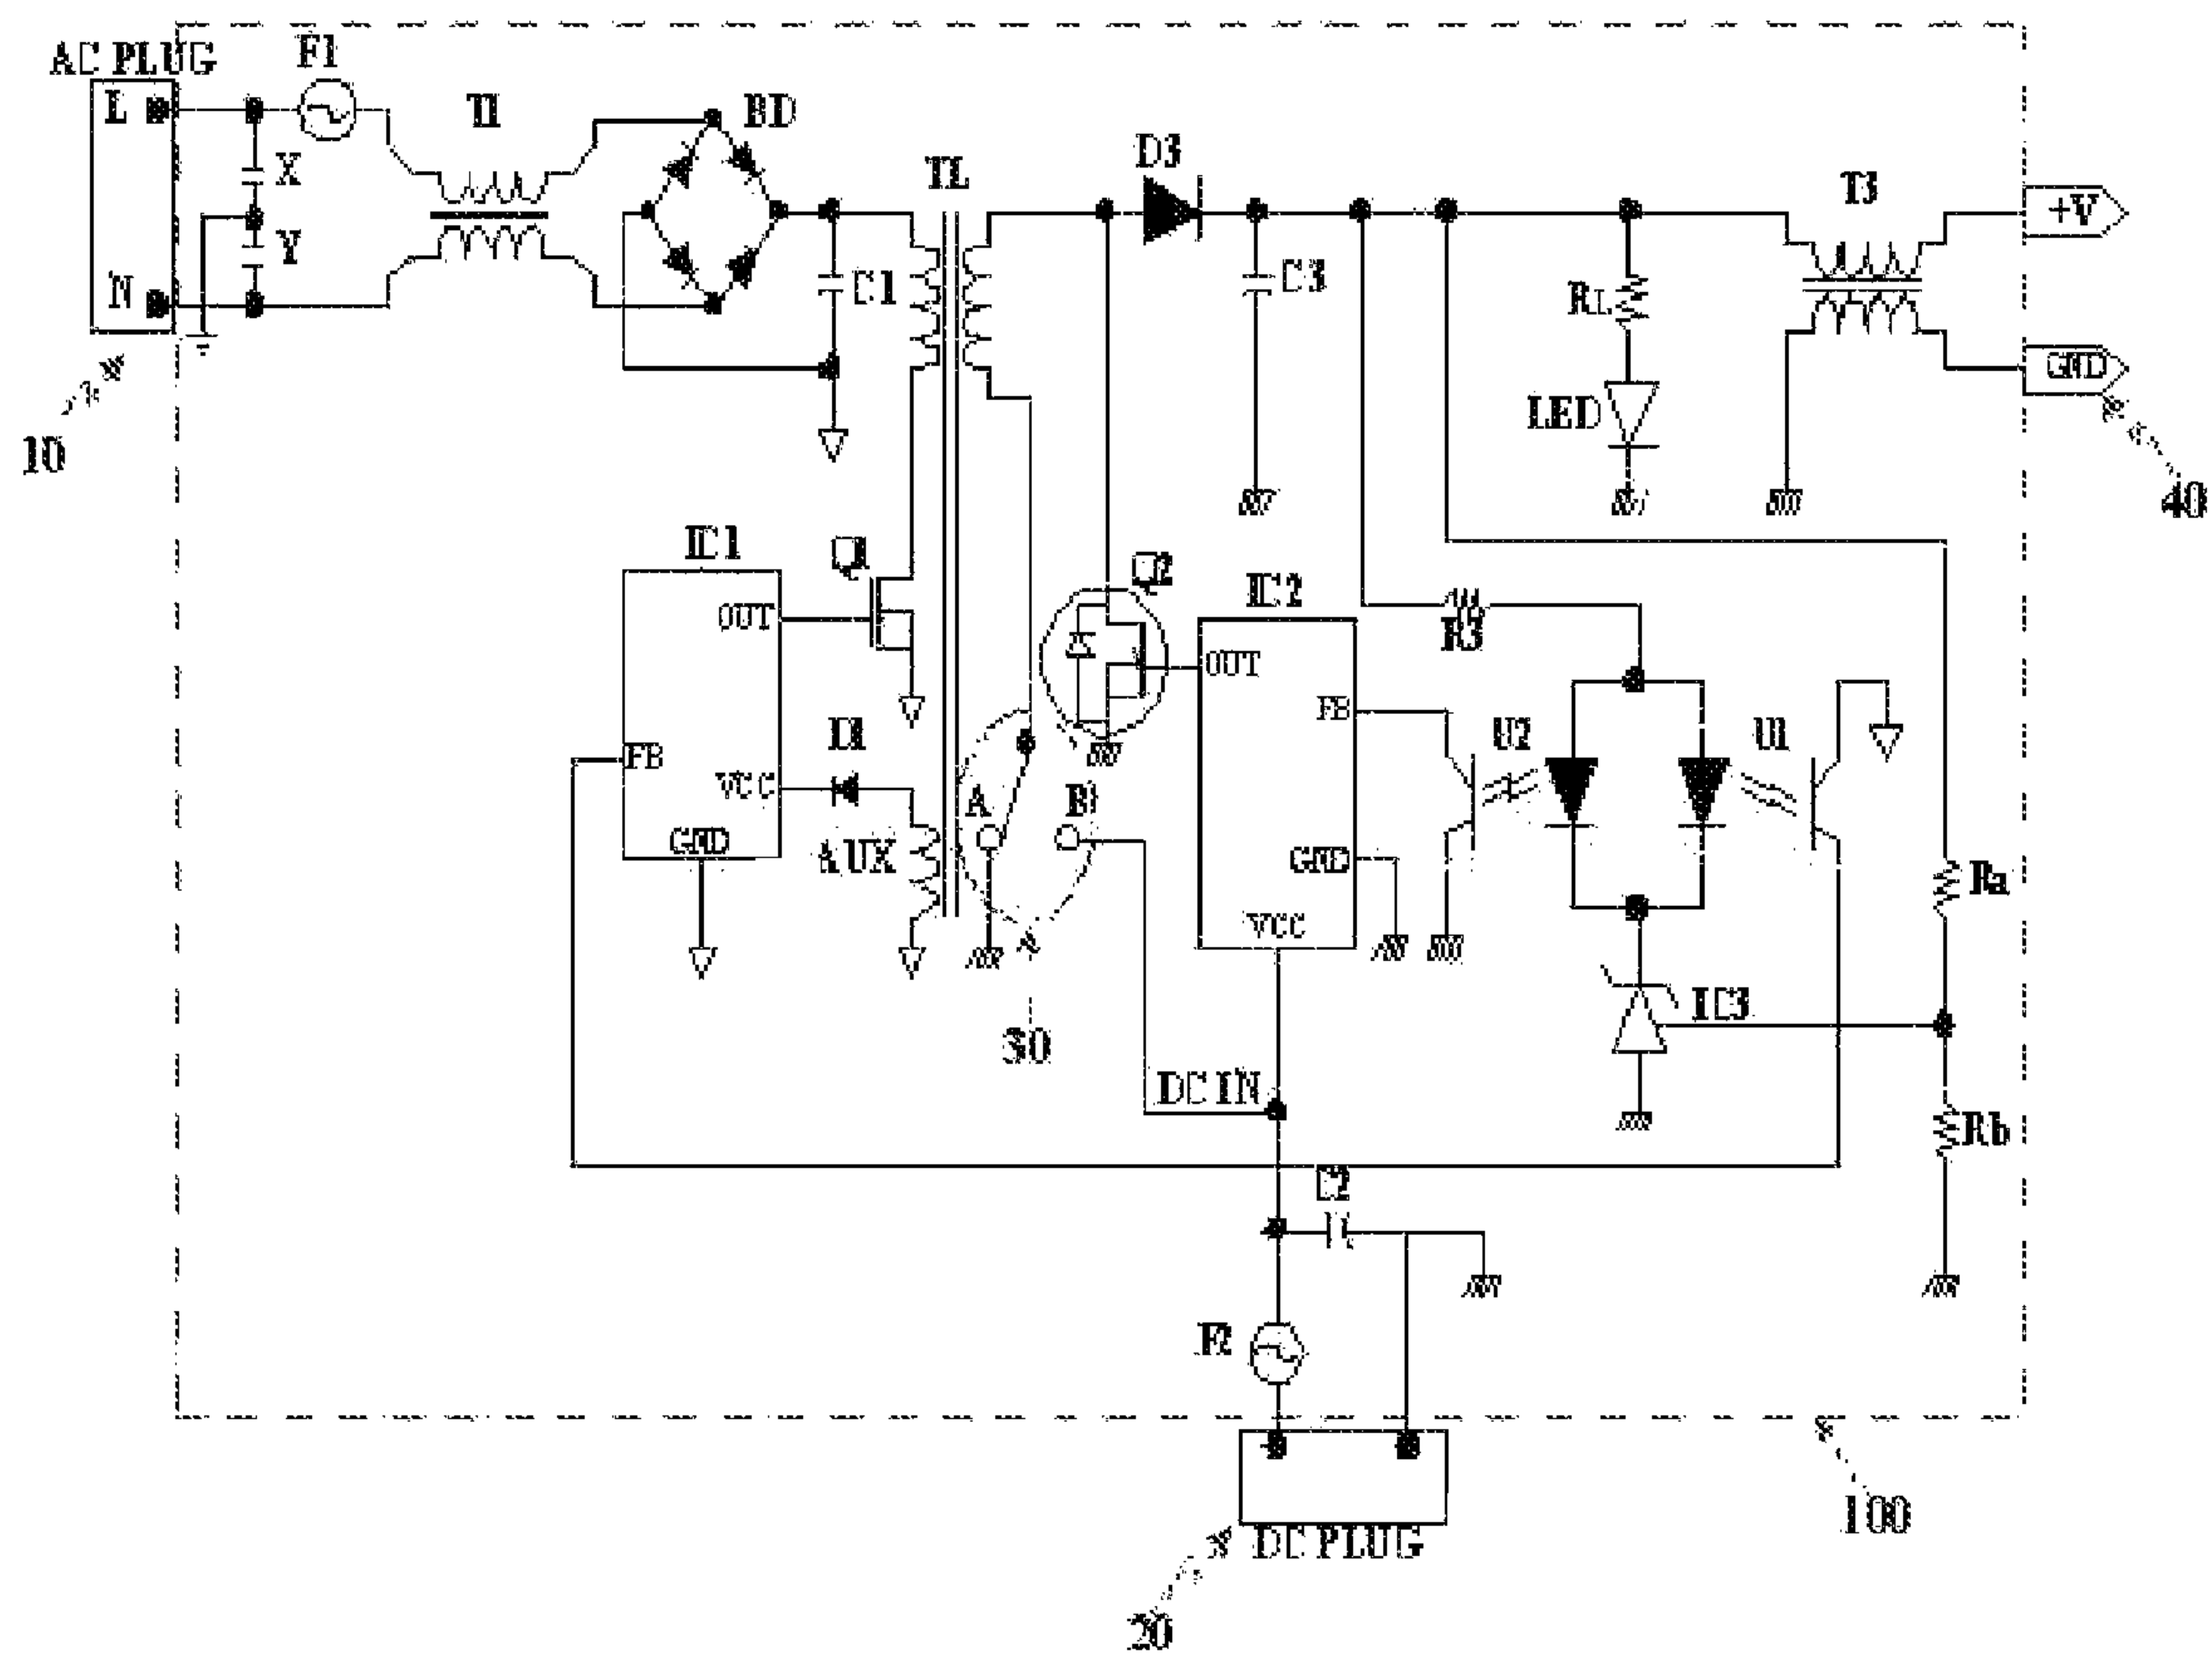 AC PLUG
F1
L
T1
BD
X
Y
N
TL
D3
T3
+V
C1
C3
RL
LED
GND
10
40
IC1
Q1
OUT
FB
VCC
GND
D1
AUX
Q2
IC2
OUT
FB
GND
VCC
R3
U2
U1
A
B
30
DC IN
IC3
Ra
Rb
C2
F2
DC PLUG
20
100